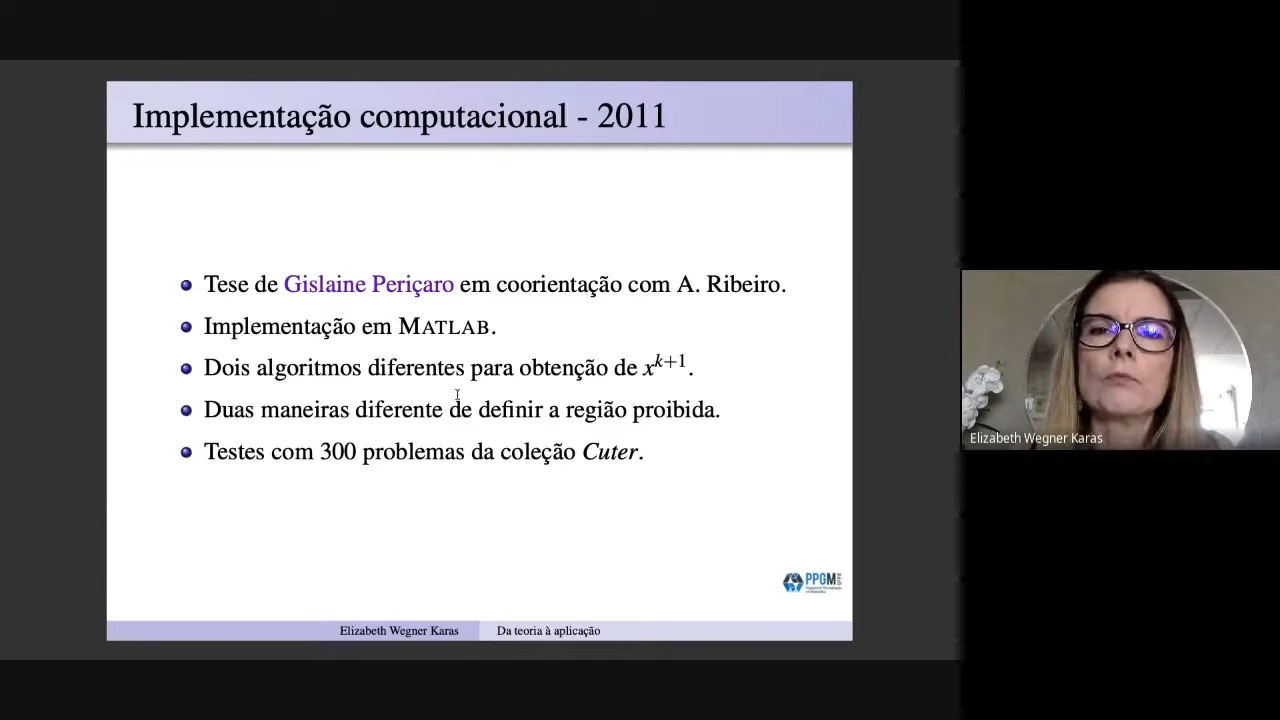 Implementação computacional - 2011
Tese de Gislaine Periçaro em coorientação com A. Ribeiro.
Implementação em MATLAB.
Dois algoritmos diferentes para obtenção de x^{k+1}.
Duas maneiras diferente de definir a região proibida.
Testes com 300 problemas da coleção Cuter.
PPGM
Elizabeth Wegner Karas
Da teoria à aplicação
Elizabeth Wegner Karas